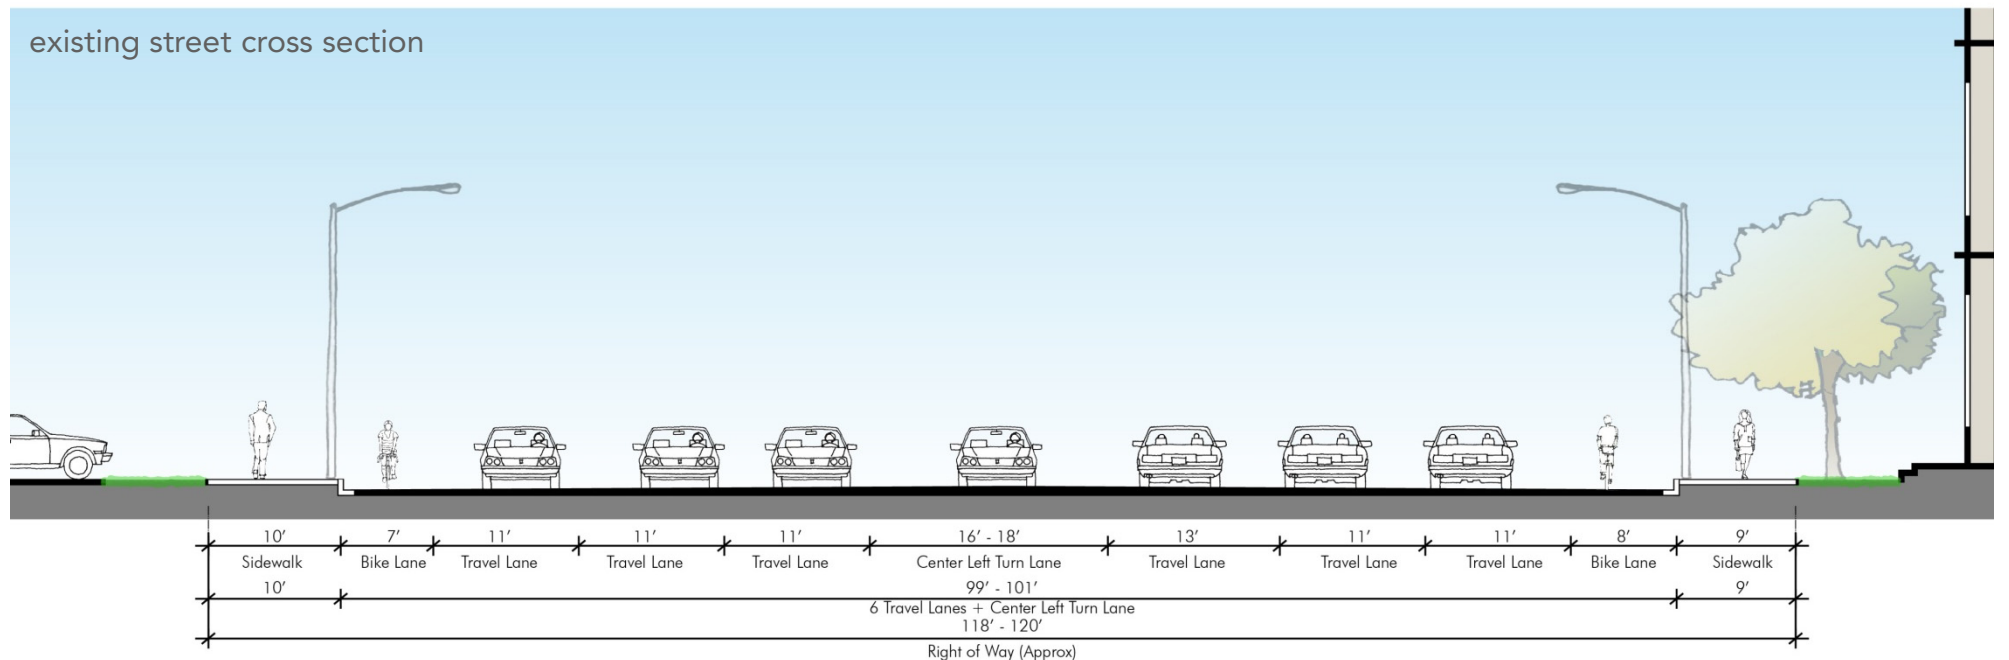 existing street cross section
10' 7' 11' 11' 11' 16' - 18' 13' 11' 11' 8' 9'
Sidewalk Bike Lane Travel Lane Travel Lane Travel Lane Center Left Turn Lane Travel Lane Travel Lane Travel Lane Bike Lane Sidewalk
10' 99' - 101' 9'
6 Travel Lanes + Center Left Turn Lane
118' - 120'
Right of Way (Approx)